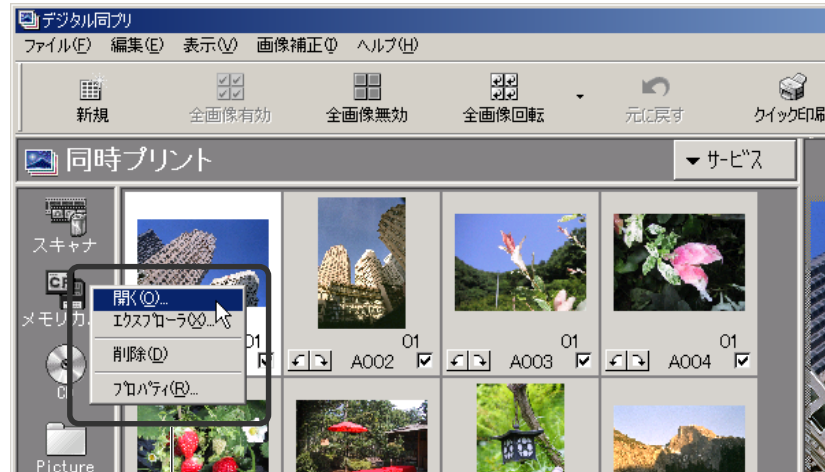 デジタル同プリ
ファイル(F) 編集(E) 表示(V) 画像補正(I) ヘルプ(H)
新規 全画像有効 全画像無効 全画像回転 元に戻す クイック印刷
同時プリント
サービス
スキャナ
メモリカ
開く(O)...
エクスプローラ(X)...
削除(D)
プロパティ(R)...
01 01 01 01
A002 A003 A004
Picture